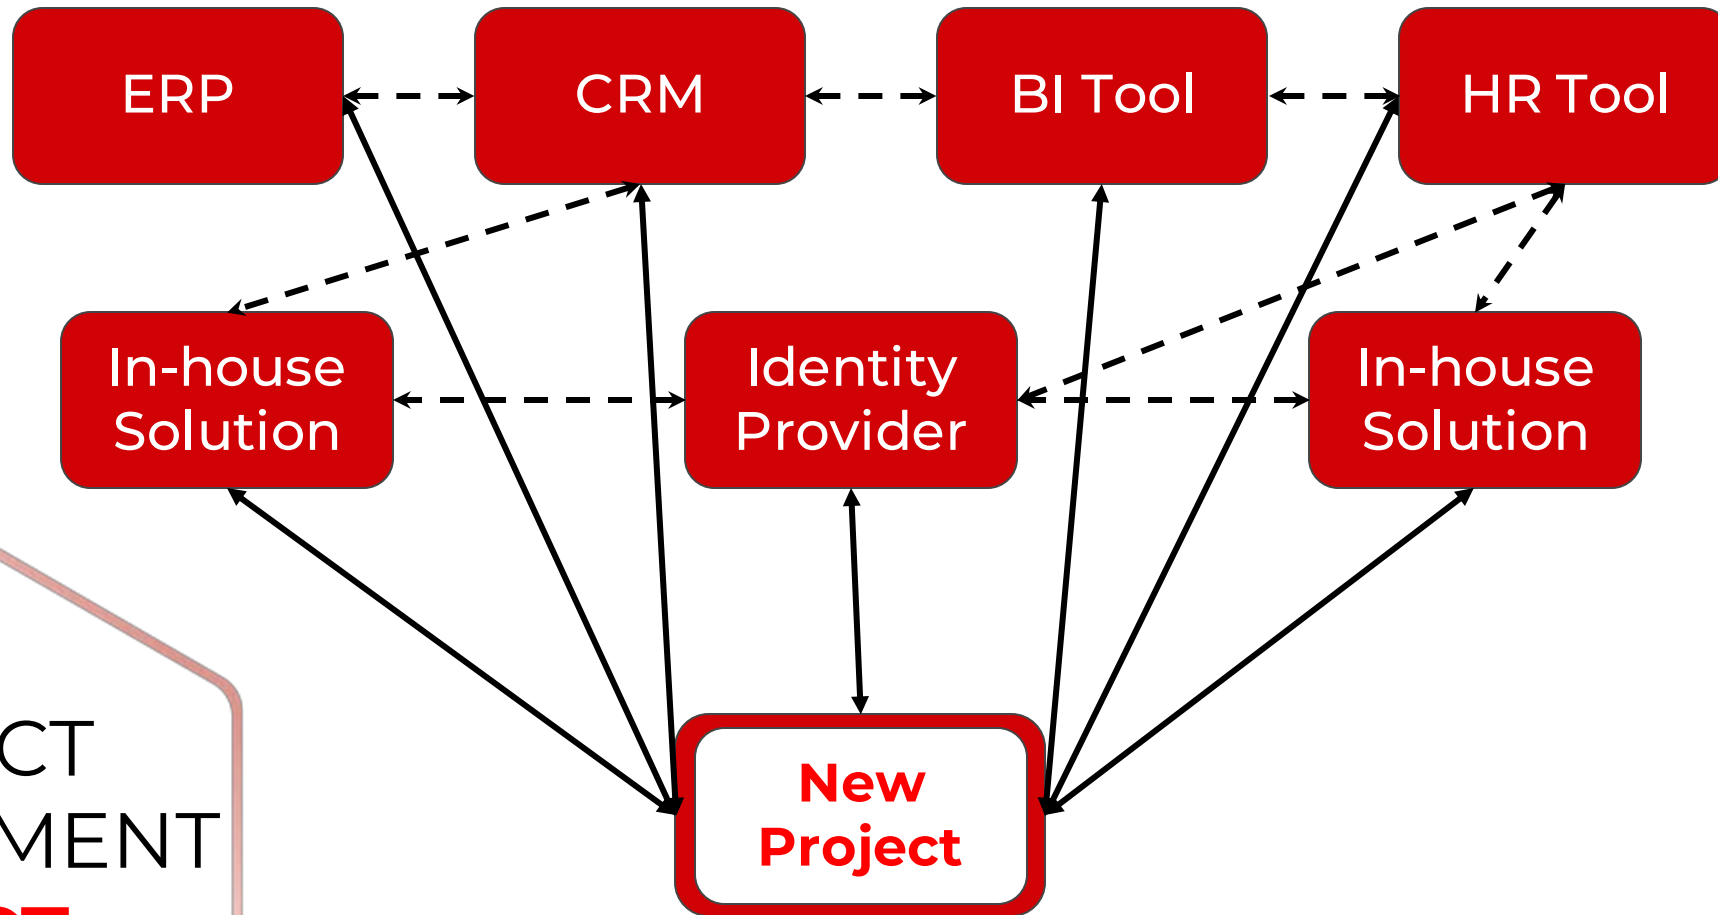 ERP
CRM
BI Tool
HR Tool
In-house
Solution
Identity
Provider
In-house
Solution
New
Project
CT
MENT